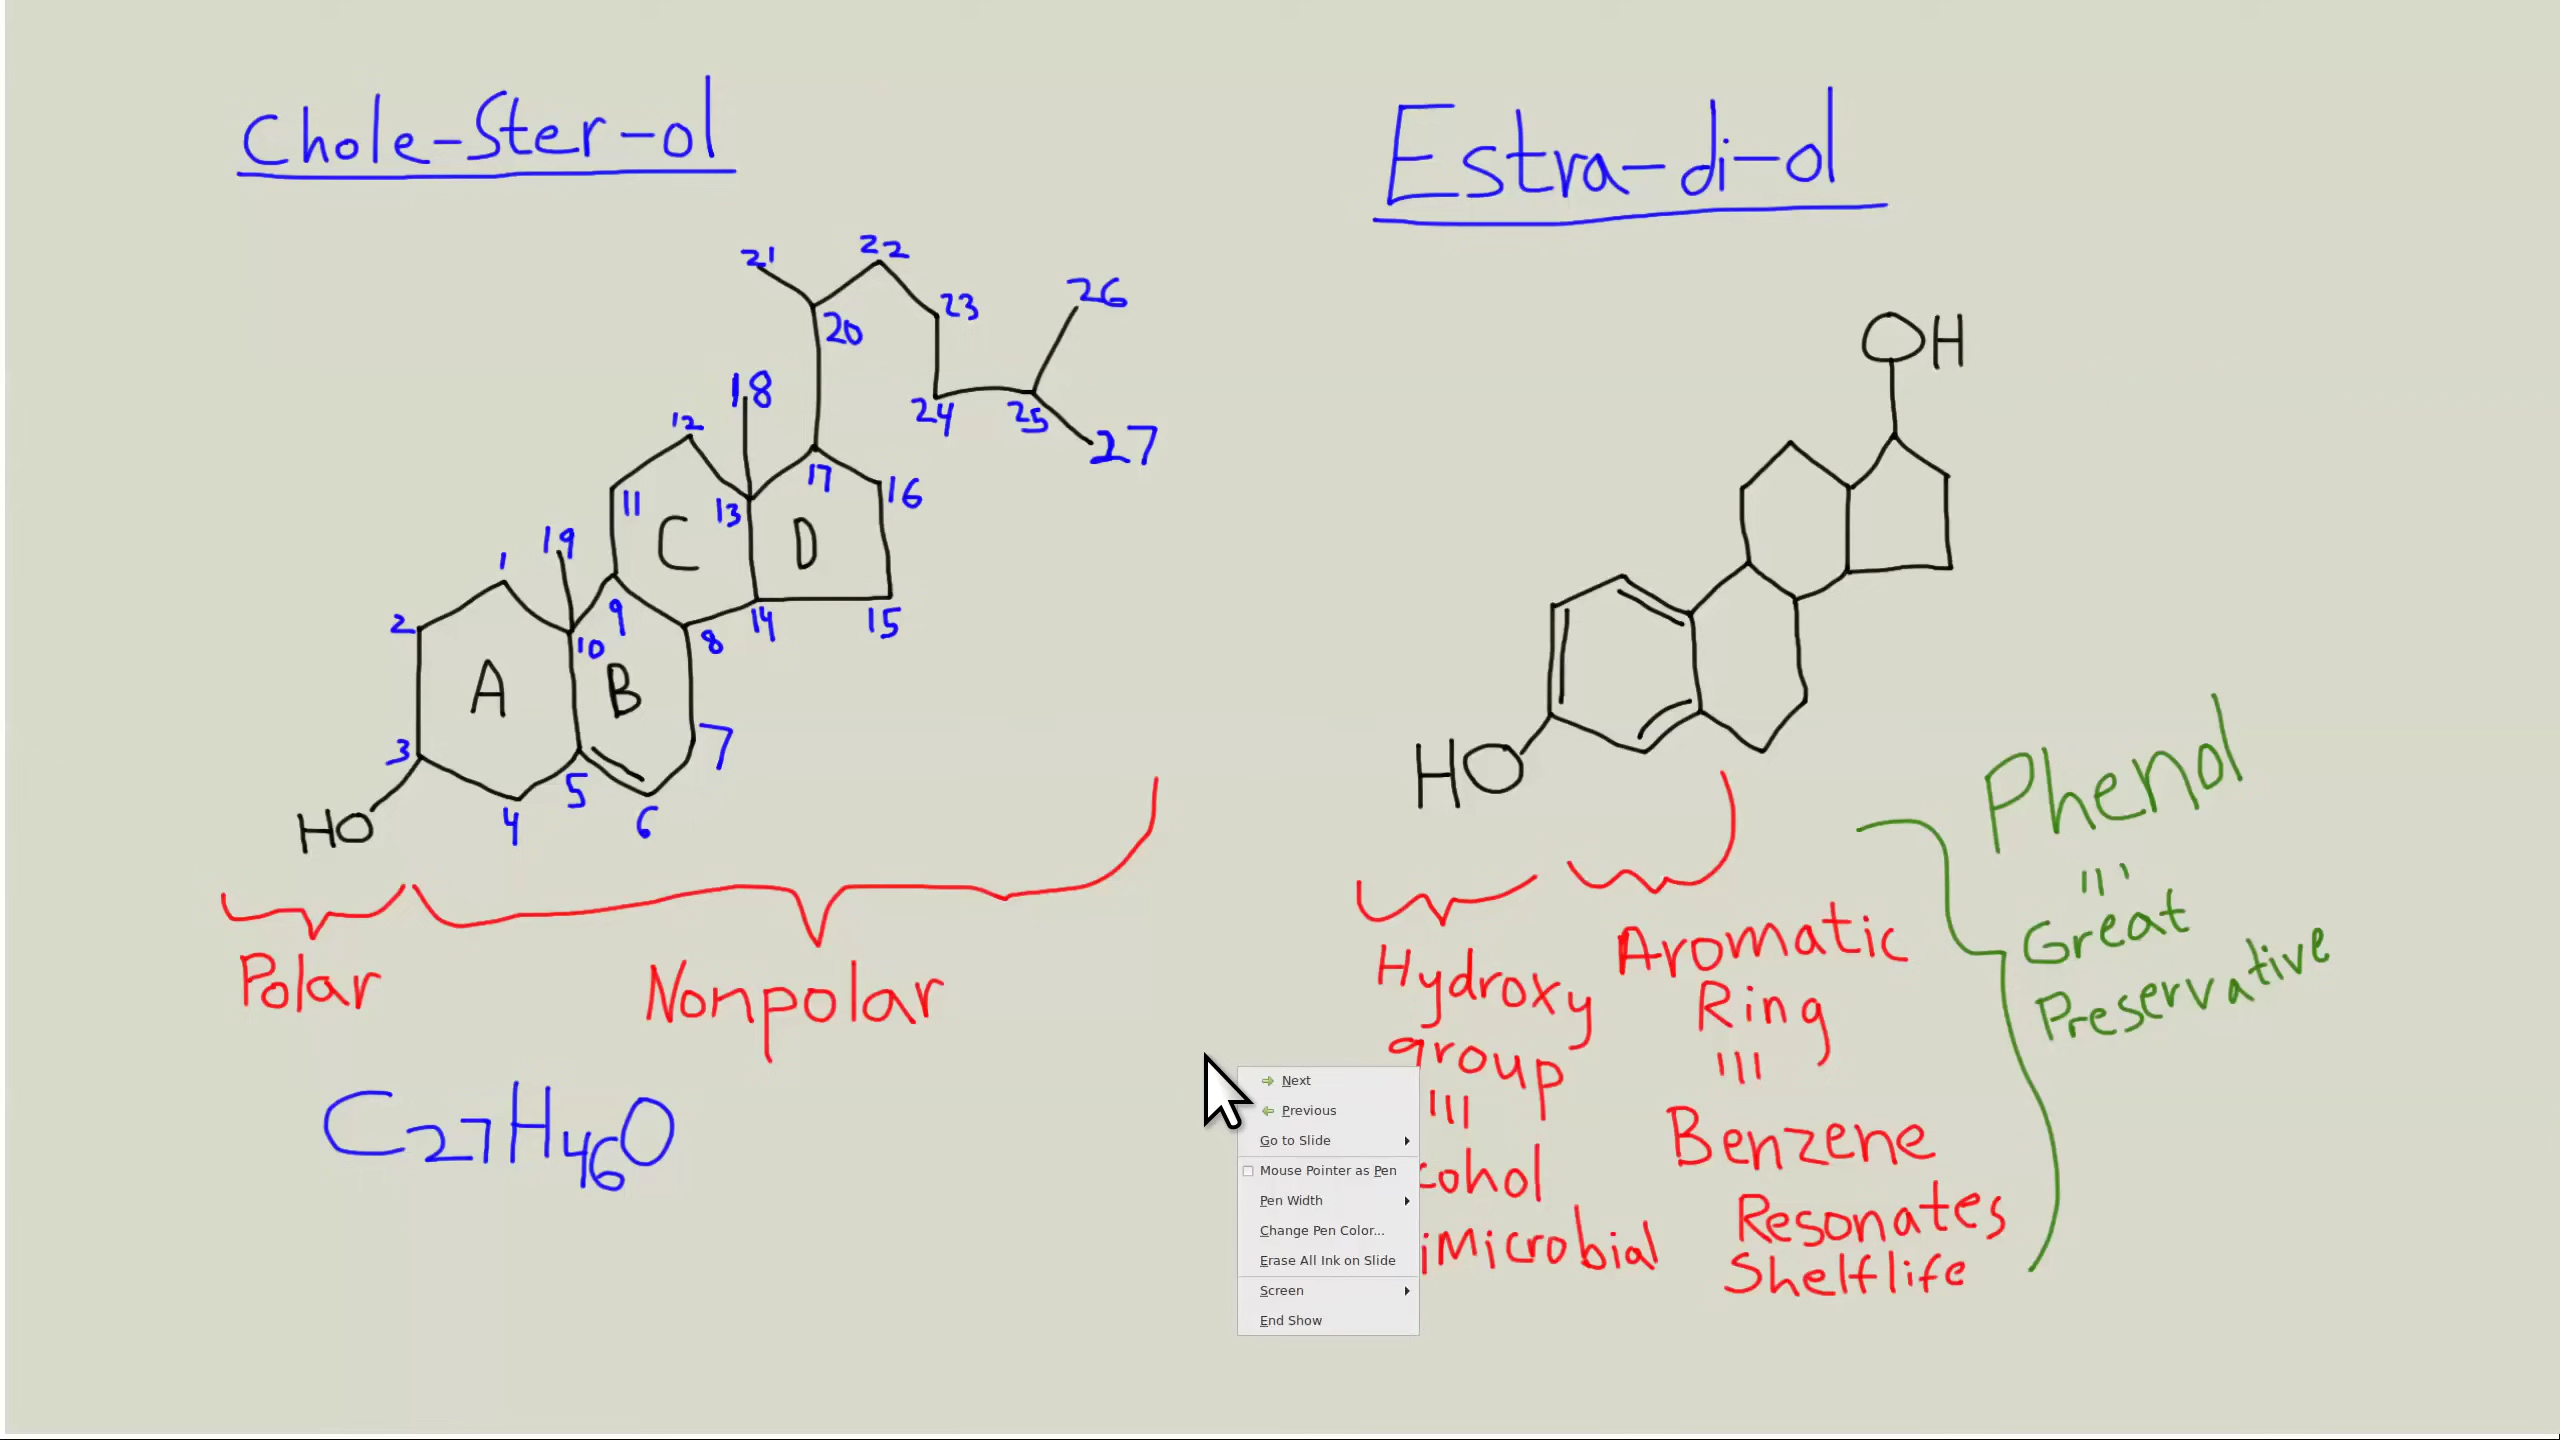 Chole-Ster-ol
21
22
20
23
26
18
12
24
25
27
11
13
17
16
19
C
D
1
2
10
9
8
14
15
A
B
3
7
5
4
6
HO
Polar
Nonpolar
C27H46O
Estra-di-ol
OH
HO
Hydroxy
group
III
cohol
imicrobial
Aromatic
Ring
III
Benzene
Resonates
Shelflife
Phenol
III
Great
Preservative
Next
Previous
Go to Slide
Mouse Pointer as Pen
Pen Width
Change Pen Color...
Erase All Ink on Slide
Screen
End Show